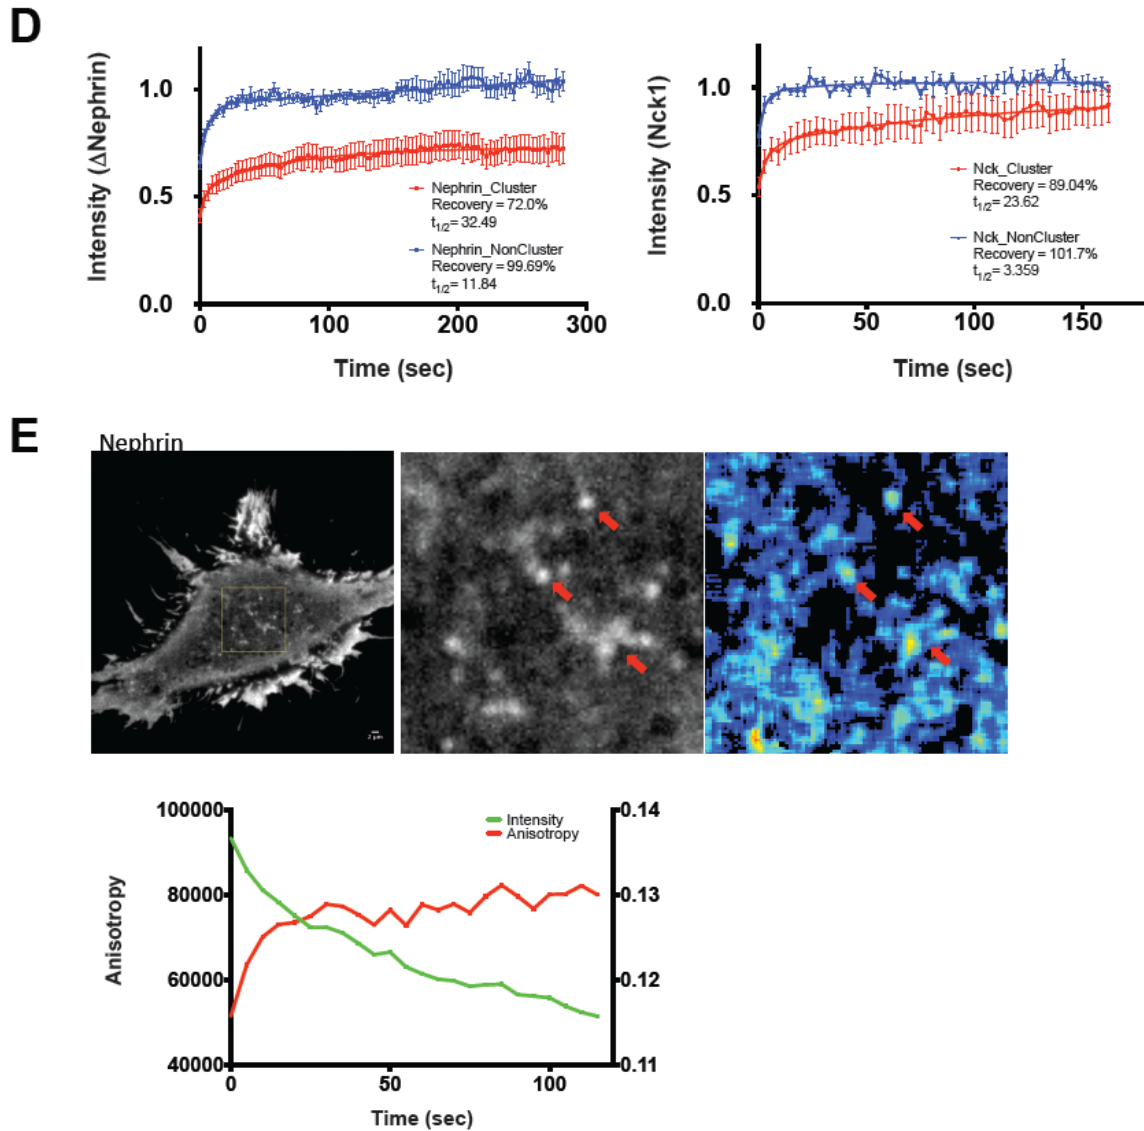 D
Intensity (ΔNephrin)
1.0
0.5
0.0
0
100
200
300
Time (sec)
Nephrin_Cluster
Recovery = 72.0%
t1/2= 32.49
Nephrin_NonCluster
Recovery = 99.69%
t1/2= 11.84
Intensity (Nck1)
1.0
0.5
0.0
0
50
100
150
Time (sec)
Nck_Cluster
Recovery = 89.04%
t1/2= 23.62
Nck_NonCluster
Recovery = 101.7%
t1/2= 3.359
E
Nephrin
2 µm
Anisotropy
100000
80000
60000
40000
0.14
0.13
0.12
0.11
Intensity
Anisotropy
0
50
100
Time (sec)